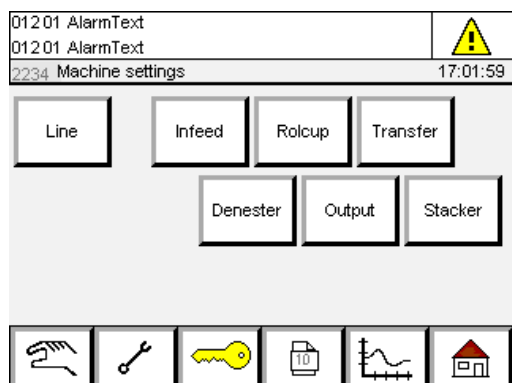 01201 AlarmText
01201 AlarmText
2234 Machine settings 17:01:59
Line Infeed Rolcup Transfer
Denester Output Stacker
10